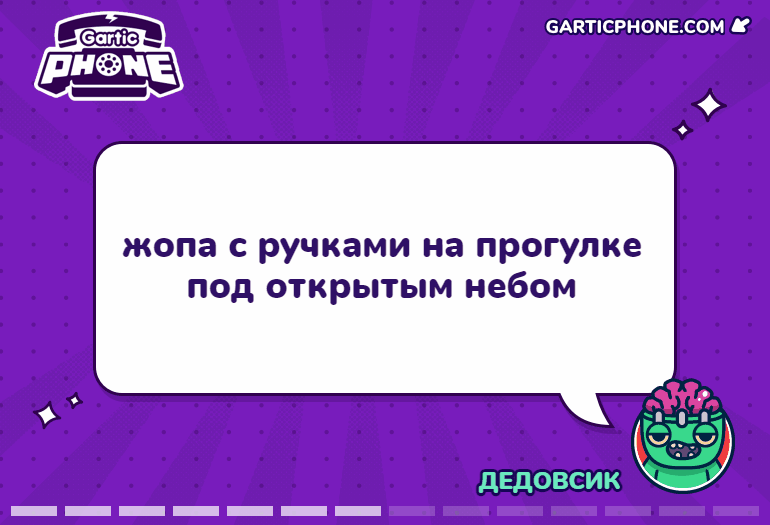 Gartic
PHONE
GARTICPHONE.COM
жопа с ручками на прогулке
под открытым небом
ДЕДОВСИК